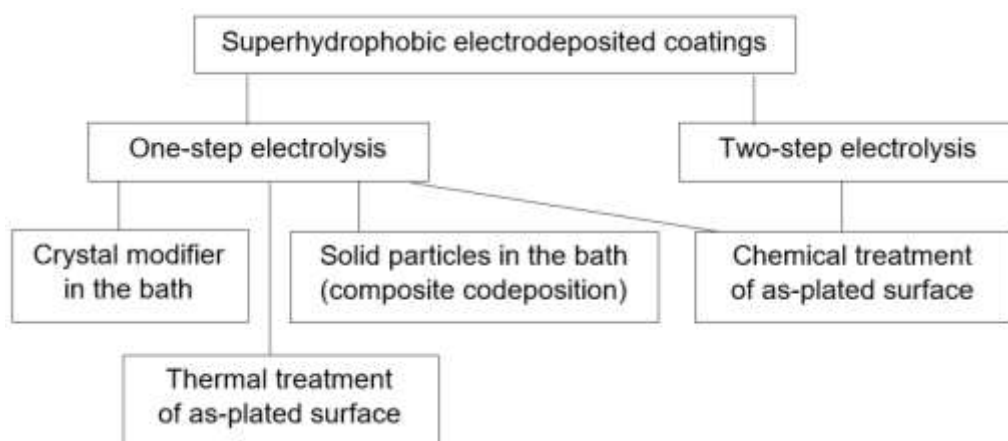 Superhydrophobic electrodeposited coatings
One-step electrolysis
Two-step electrolysis
Crystal modifier
in the bath
Solid particles in the bath
(composite codeposition)
Chemical treatment
of as-plated surface
Thermal treatment
of as-plated surface